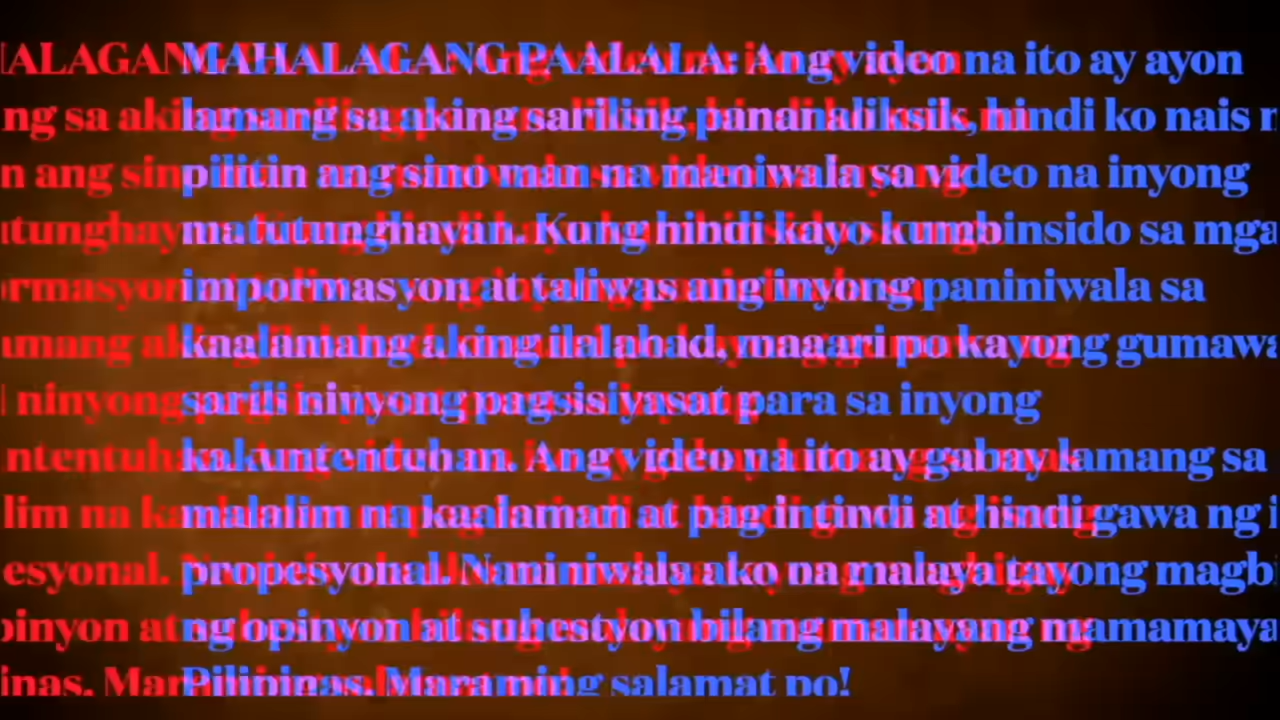 MAHALAGANG PAALALA: Ang video na ito ay ayon
lamang sa aking sariling pananaliksik, hindi ko nais
pilitin ang sino man na maniwala sa video na inyong
matutunghayan. Kung hindi kayo kumbinsido sa mga
impormasyon at taliwas ang inyong paniniwala sa
kaalamang aking ilalahad, maaari po kayong gumawa
sarili ninyong pagsisiyasat para sa inyong
kakuntentuhan. Ang video na ito ay gabay lamang sa
malalim na kaalaman at pag intindi at hindi gawa ng
propesyonal. Naniniwala ako na malaya tayong
ng opinyon at suhestyon bilang malayang
Pilipinas. Maraming salamat po!